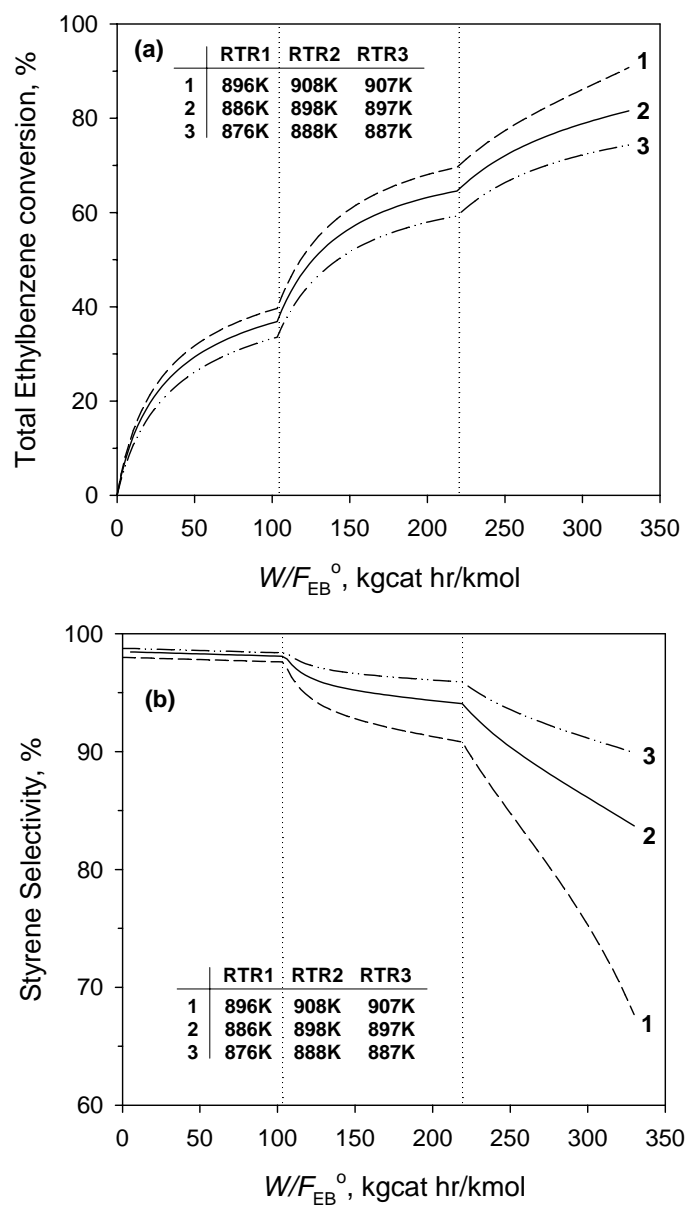 (a)
RTR1 RTR2 RTR3
1 896K 908K 907K
2 886K 898K 897K
3 876K 888K 887K
1
2
3
Total Ethylbenzene conversion, %
100
80
60
40
20
0
0 50 100 150 200 250 300 350
W/F_EB^o, kgcat hr/kmol
(b)
3
2
1
RTR1 RTR2 RTR3
1 896K 908K 907K
2 886K 898K 897K
3 876K 888K 887K
Styrene Selectivity, %
100
90
80
70
60
0 50 100 150 200 250 300 350
W/F_EB^o, kgcat hr/kmol